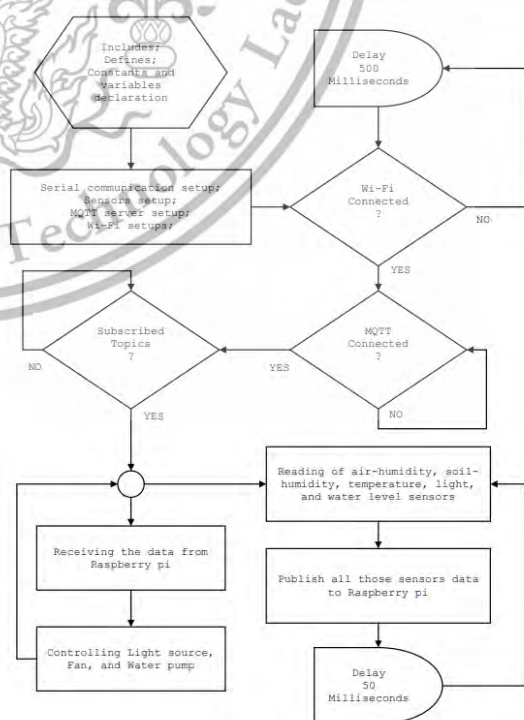 Includes;
Defines;
Constants and
variables
declaration
Delay
500
Milliseconds
Serial communication setup;
Sensors setup;
MQTT server setup;
Wi-Fi setups;
Wi-Fi
Connected
?
NO
YES
Subscribed
Topics
?
NO
YES
MQTT
Connected
?
YES
NO
Reading of air-humidity, soil-
humidity, temperature, light,
and water level sensors
Receiving the data from
Raspberry pi
Publish all those sensors data
to Raspberry pi
Controlling Light source,
Fan, and Water pump
Delay
50
Milliseconds
Technology